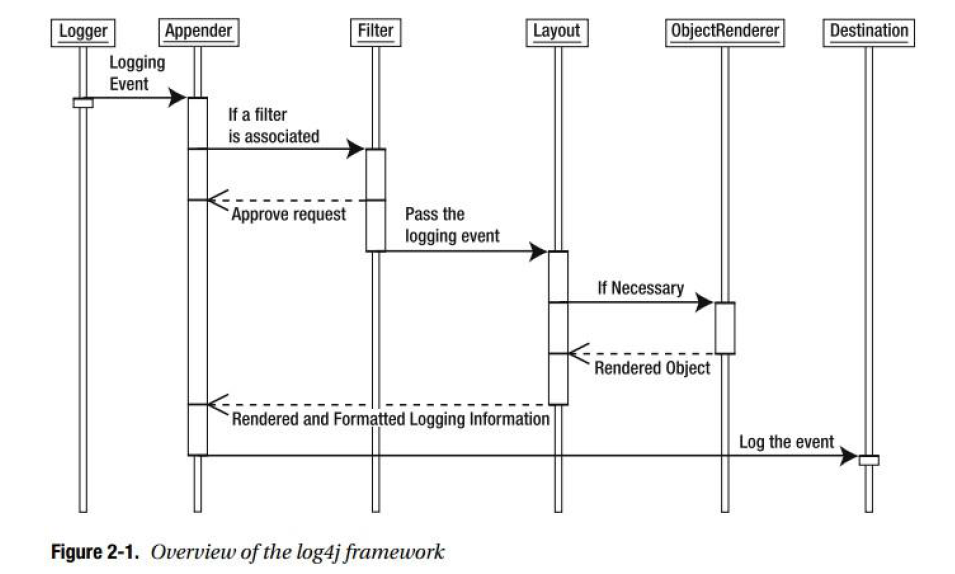 Logger
Appender
Filter
Layout
ObjectRenderer
Destination
Logging
Event
If a filter
is associated
Approve request
Pass the
logging event
If Necessary
Rendered Object
Rendered and Formatted Logging Information
Log the event
Figure 2-1. Overview of the log4j framework